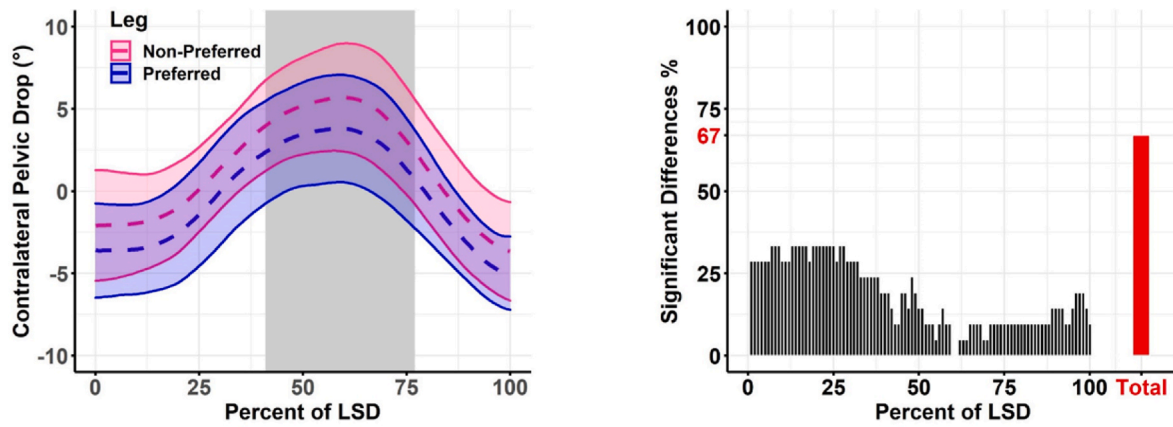 Contralateral Pelvic Drop (°)
10
5
0
-5
-10
Leg
Non-Preferred
Preferred
0
25
50
75
100
Percent of LSD
Significant Differences %
100
75
67
50
25
0
0
25
50
75
100
Total
Percent of LSD